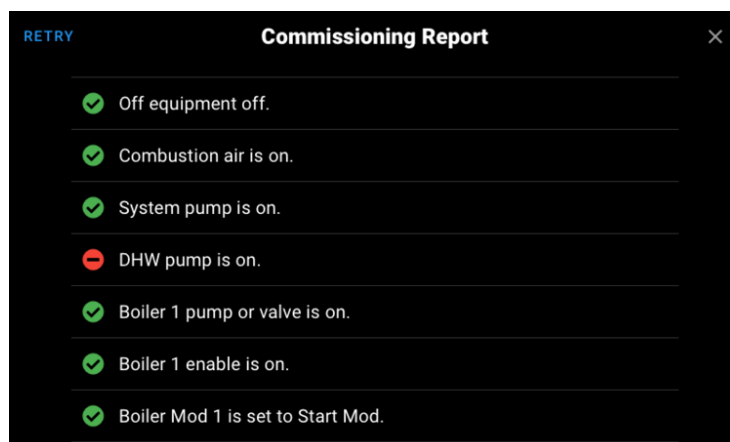 RETRY
Commissioning Report
Off equipment off.
Combustion air is on.
System pump is on.
DHW pump is on.
Boiler 1 pump or valve is on.
Boiler 1 enable is on.
Boiler Mod 1 is set to Start Mod.